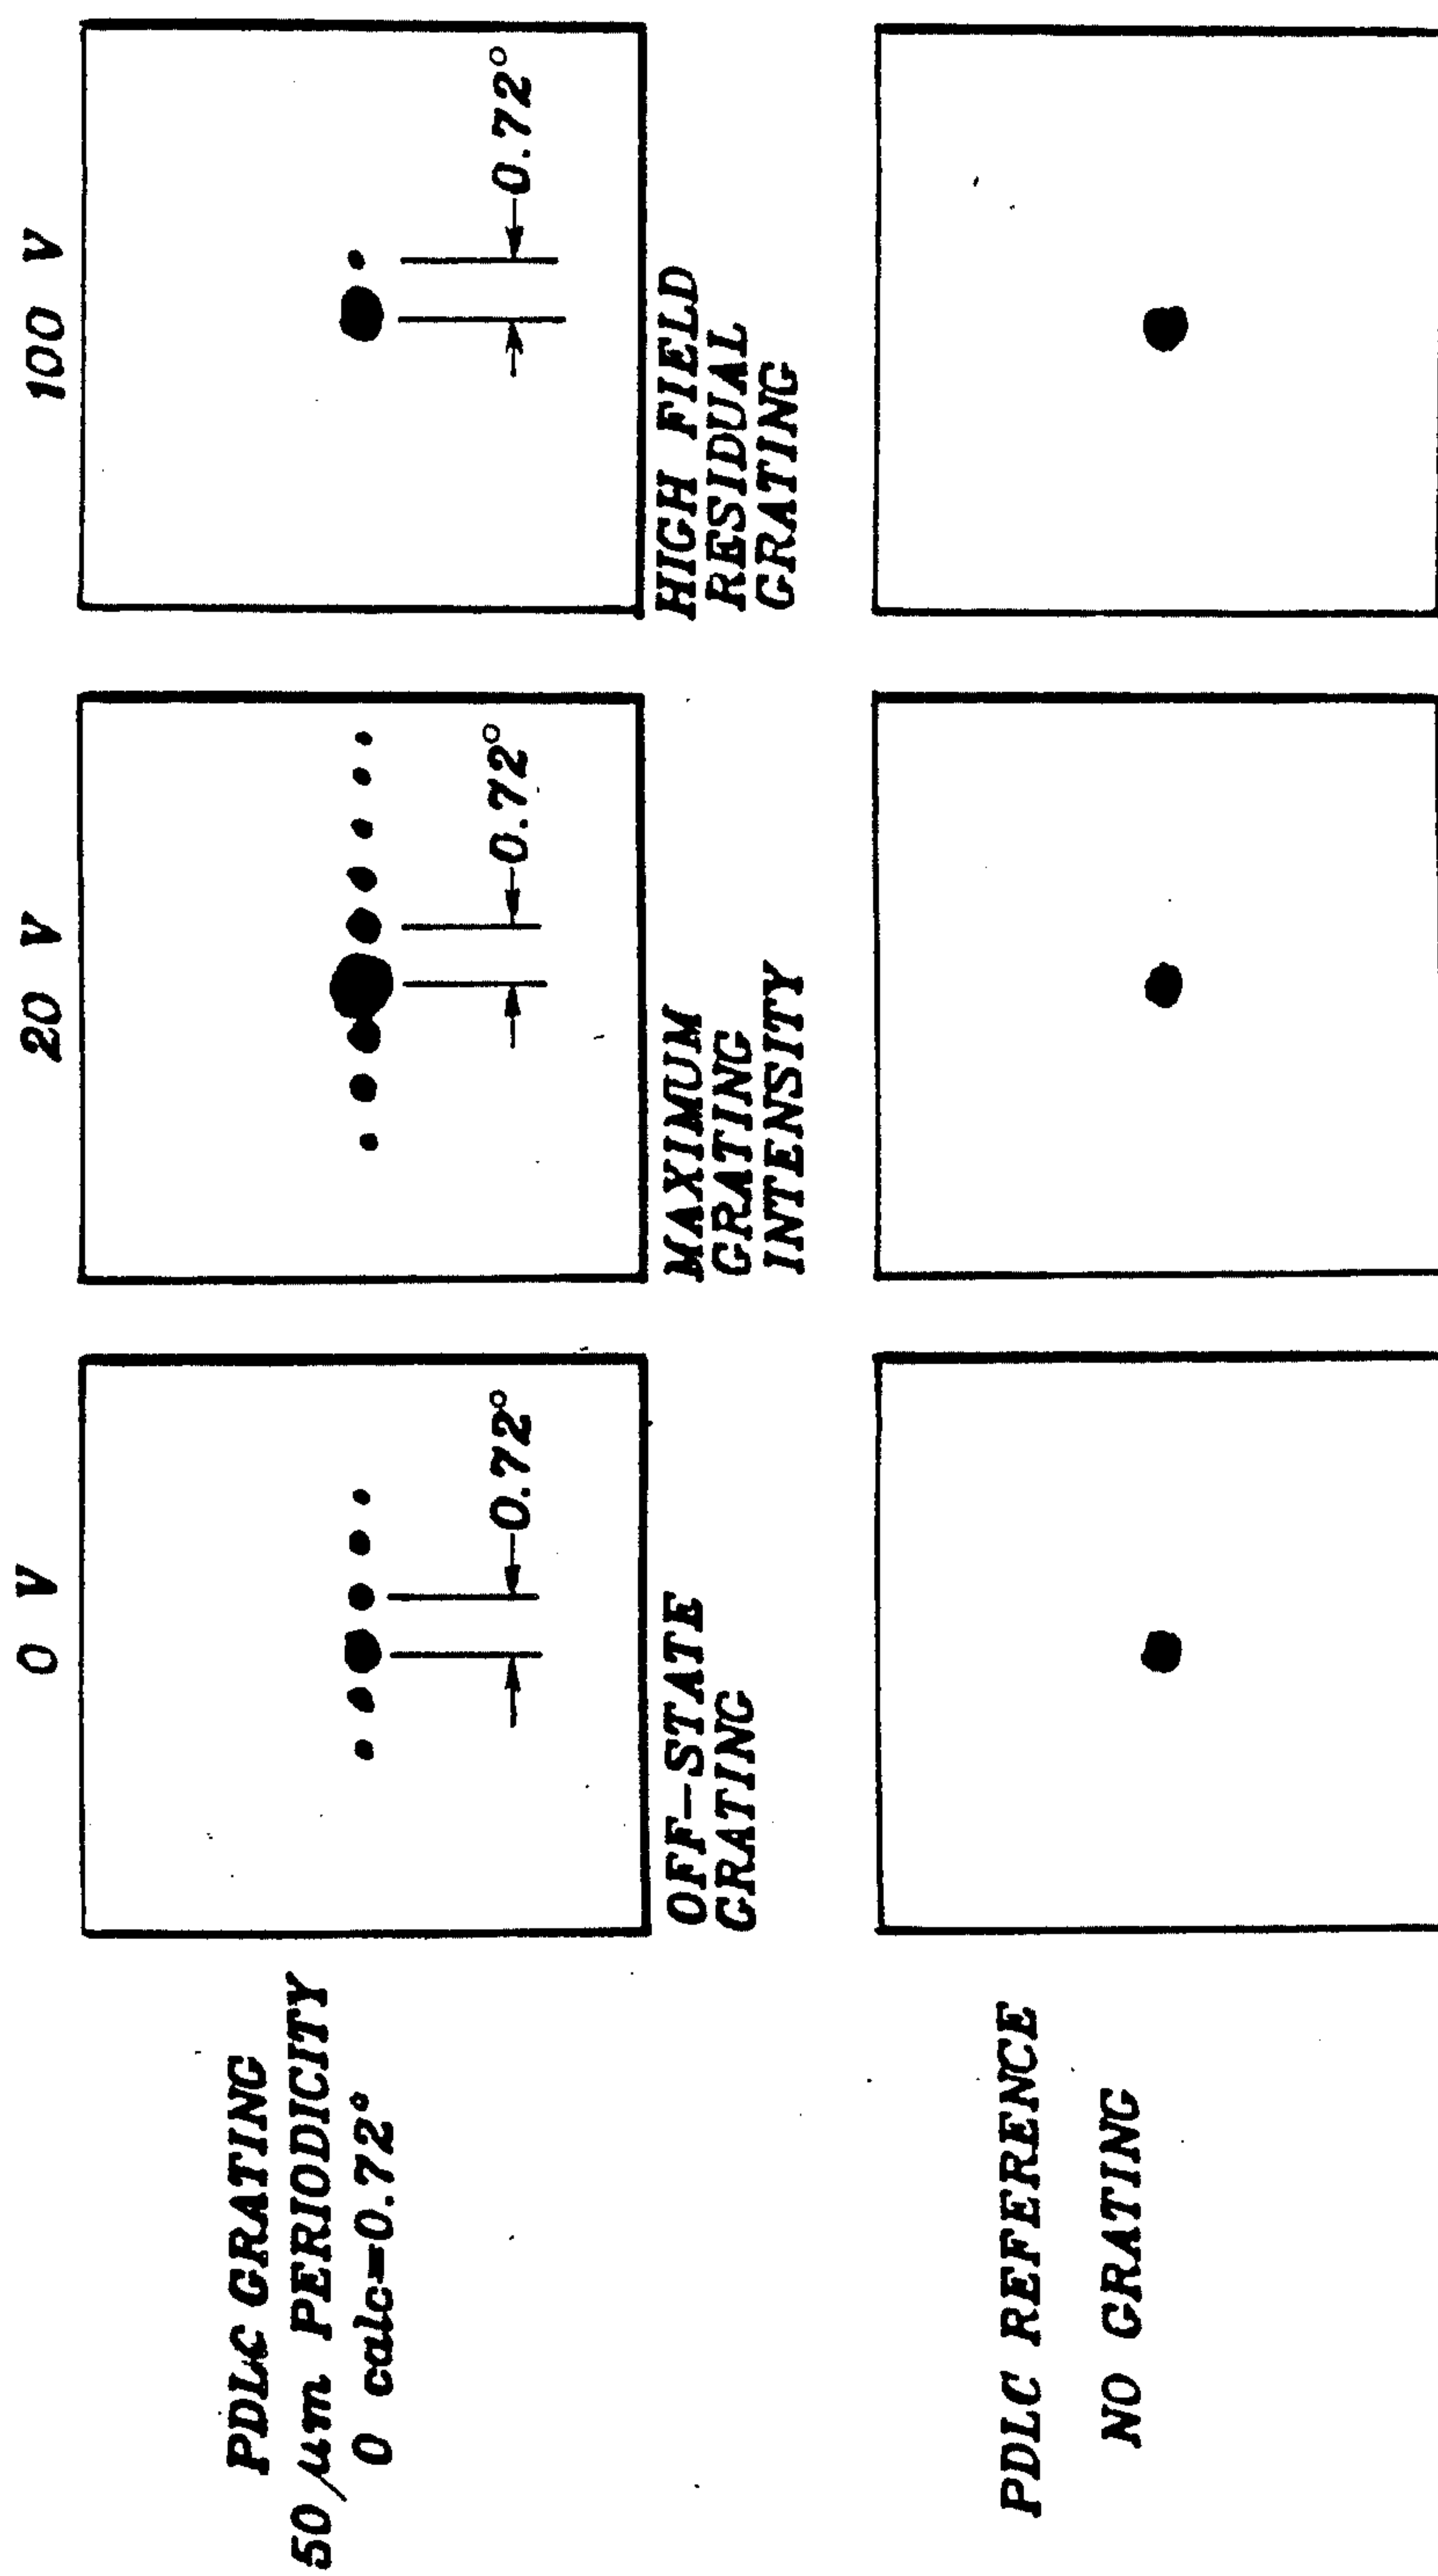 0 V
20 V
100 V
PDLC GRATING
50 µm PERIODICITY
0 calc=0.72°
0.72°
0.72°
0.72°
OFF-STATE
GRATING
MAXIMUM
GRATING
INTENSITY
HIGH FIELD
RESIDUAL
GRATING
PDLC REFERENCE
NO GRATING